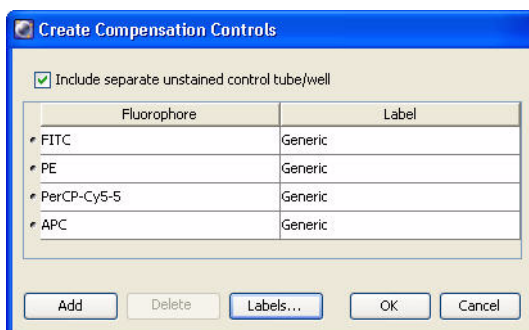 Create Compensation Controls
Include separate unstained control tube/well
Fluorophore Label
FITC Generic
PE Generic
PerCP-Cy5-5 Generic
APC Generic
Add Delete Labels... OK Cancel